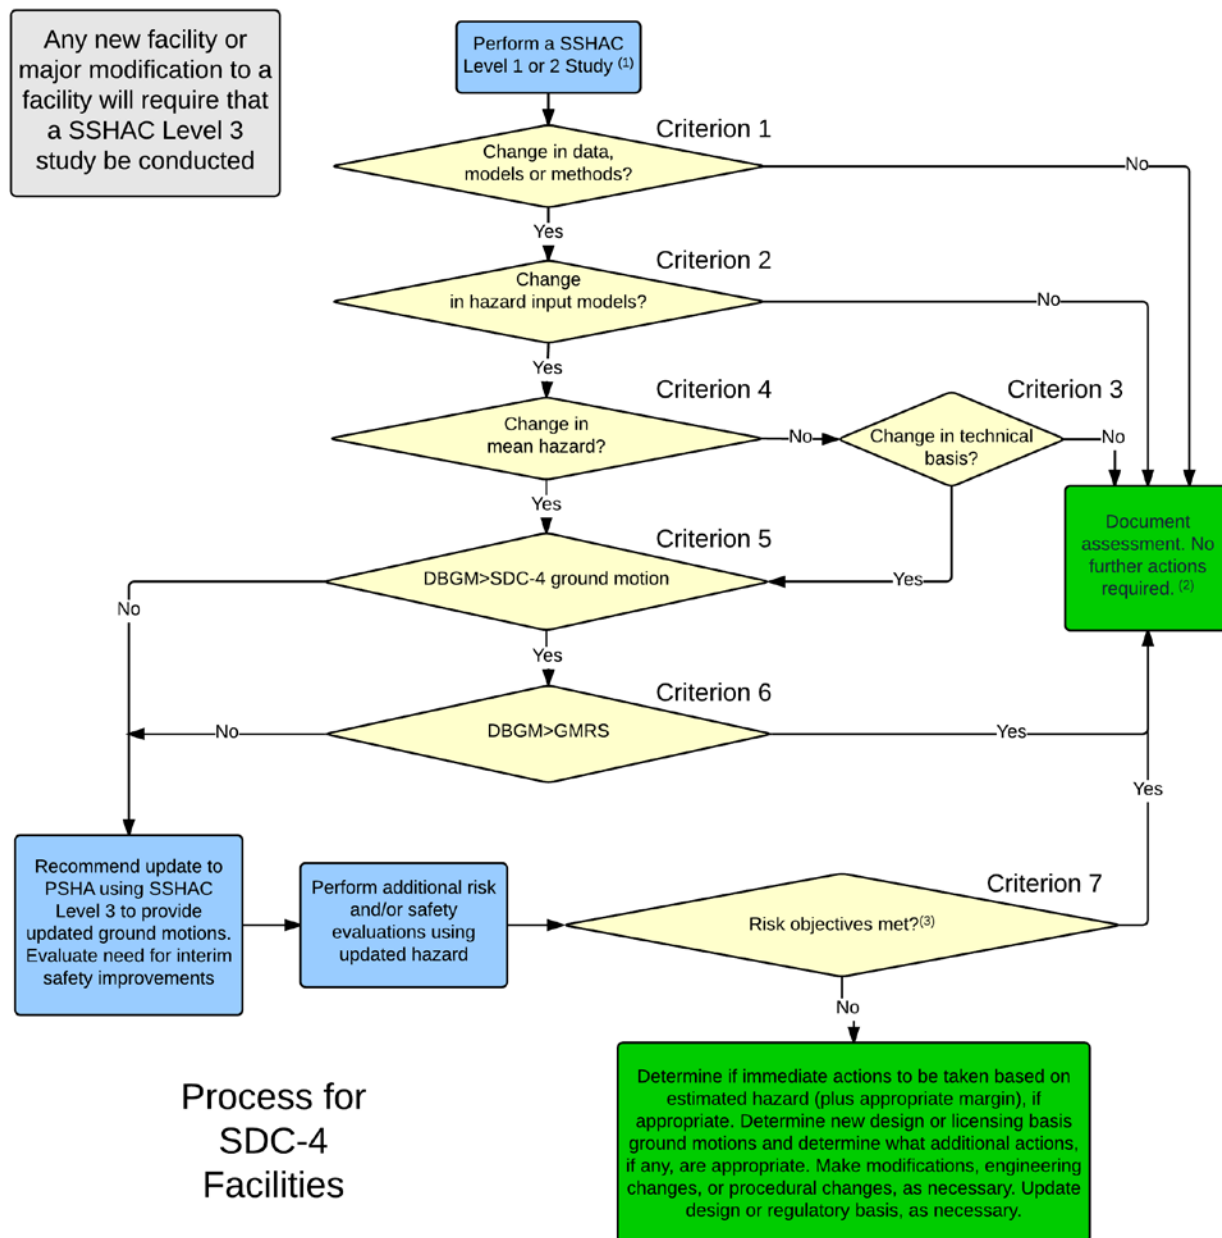 Any new facility or
major modification to a
facility will require that
a SSHAC Level 3
study be conducted
Perform a SSHAC
Level 1 or 2 Study (1)
Criterion 1
Change in data,
models or methods?
No
Yes
Criterion 2
Change
in hazard input models?
No
Yes
Criterion 4
Change in
mean hazard?
No
Criterion 3
Change in technical
basis?
No
Yes
Yes
Document
assessment. No
further actions
required. (2)
Criterion 5
DBGM>SDC-4 ground motion
No
Yes
Criterion 6
DBGM>GMRS
No
Yes
Yes
Recommend update to
PSHA using SSHAC
Level 3 to provide
updated ground motions.
Evaluate need for interim
safety improvements
Perform additional risk
and/or safety
evaluations using
updated hazard
Criterion 7
Risk objectives met?(3)
No
Determine if immediate actions to be taken based on
estimated hazard (plus appropriate margin), if
appropriate. Determine new design or licensing basis
ground motions and determine what additional actions,
if any, are appropriate. Make modifications, engineering
changes, or procedural changes, as necessary. Update
design or regulatory basis, as necessary.
Process for
SDC-4
Facilities